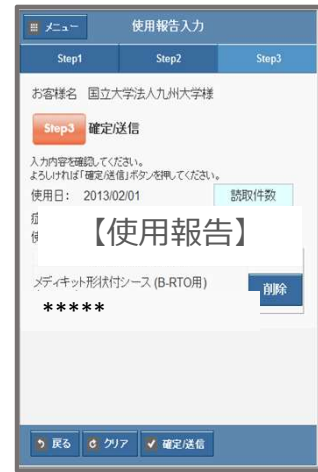 メニュー 使用報告入力
Step1 Step2 Step3
お客様名 国立大学法人九州大学様
Step3 確定/送信
入力内容を確認してください。
よろしければ「確定/送信」ボタンを押してください。
使用日: 2013/02/01 読取件数
【使用報告】
メディキット形状付シース (B-RTO用)
削除
*****
戻る クリア 確定/送信